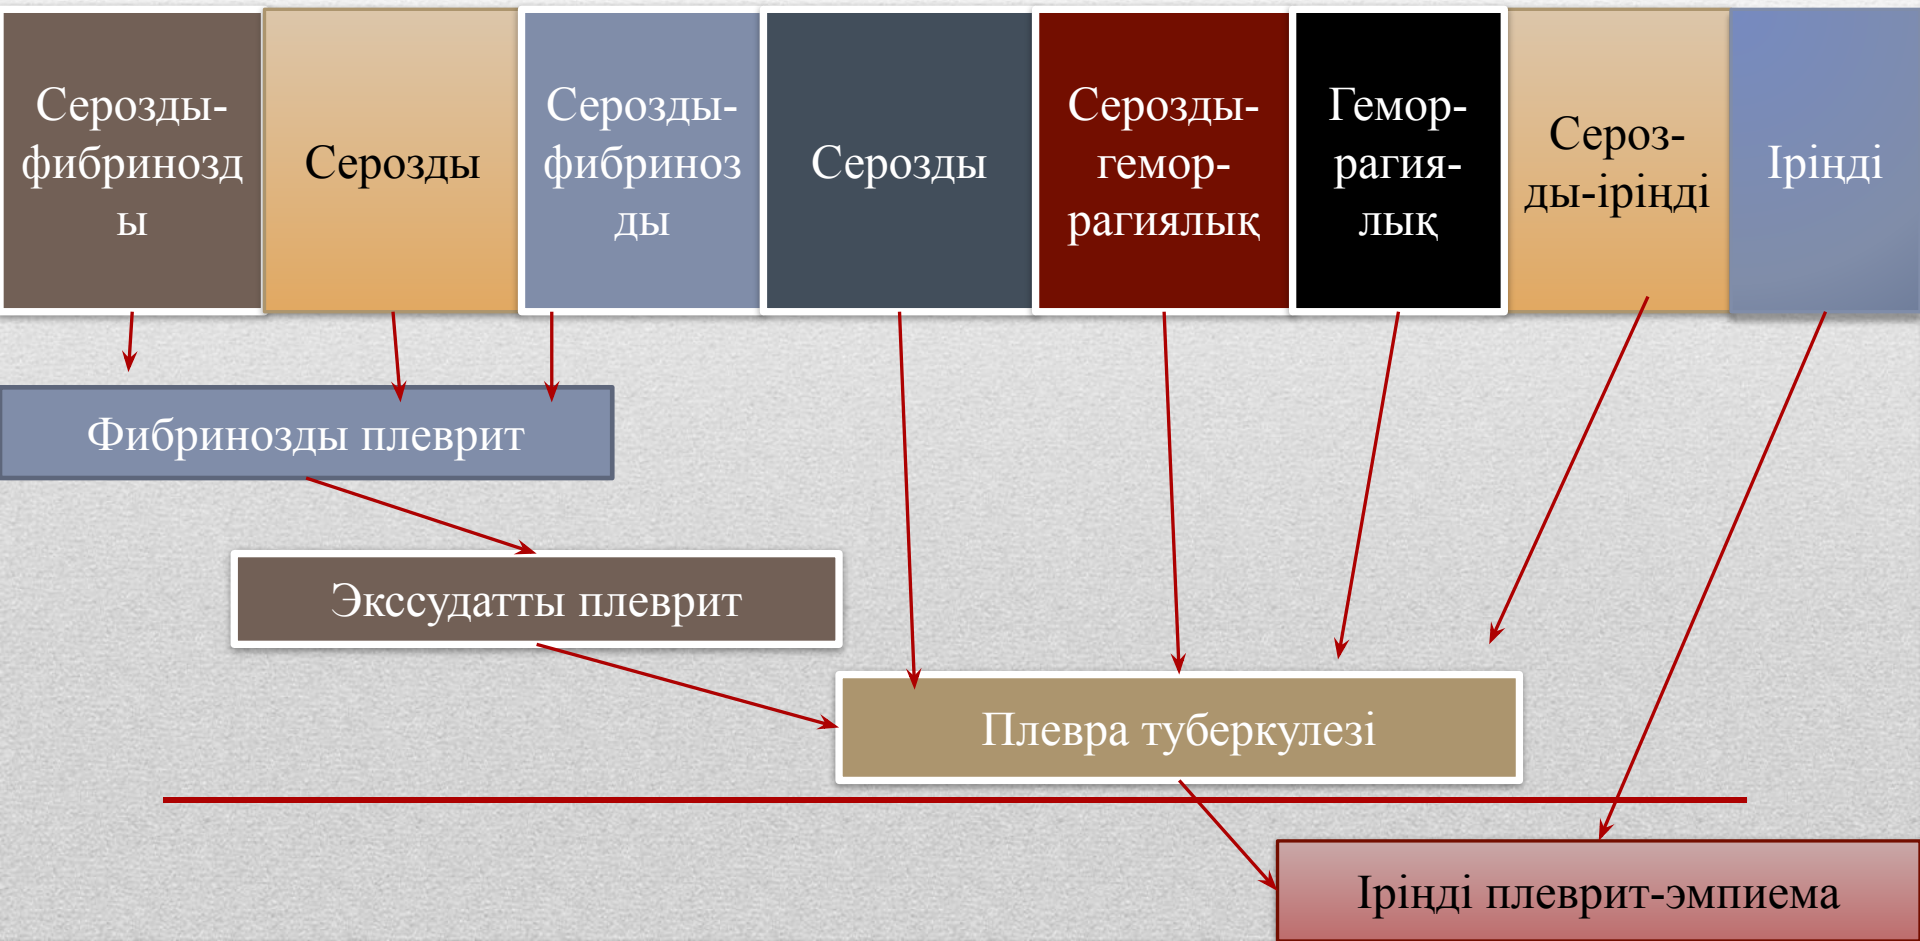 Серозды-
фибринозд
ы
Серозды
Серозды-
фибриноз
ды
Серозды
Серозды-
гемор-
рагиялық
Гемор-
рагия-
лық
Сероз-
ды-іріңді
Іріңді
Фибринозды плеврит
Экссудатты плеврит
Плевра туберкулезі
Іріңді плеврит-эмпиема